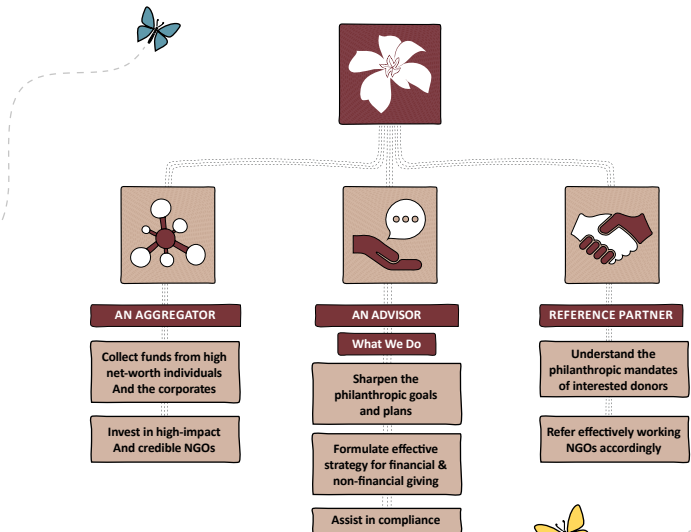 AN AGGREGATOR
Collect funds from high
net-worth individuals
And the corporates
Invest in high-impact
And credible NGOs
AN ADVISOR
What We Do
Sharpen the
philanthropic goals
and plans
Formulate effective
strategy for financial &
non-financial giving
Assist in compliance
REFERENCE PARTNER
Understand the
philanthropic mandates
of interested donors
Refer effectively working
NGOs accordingly